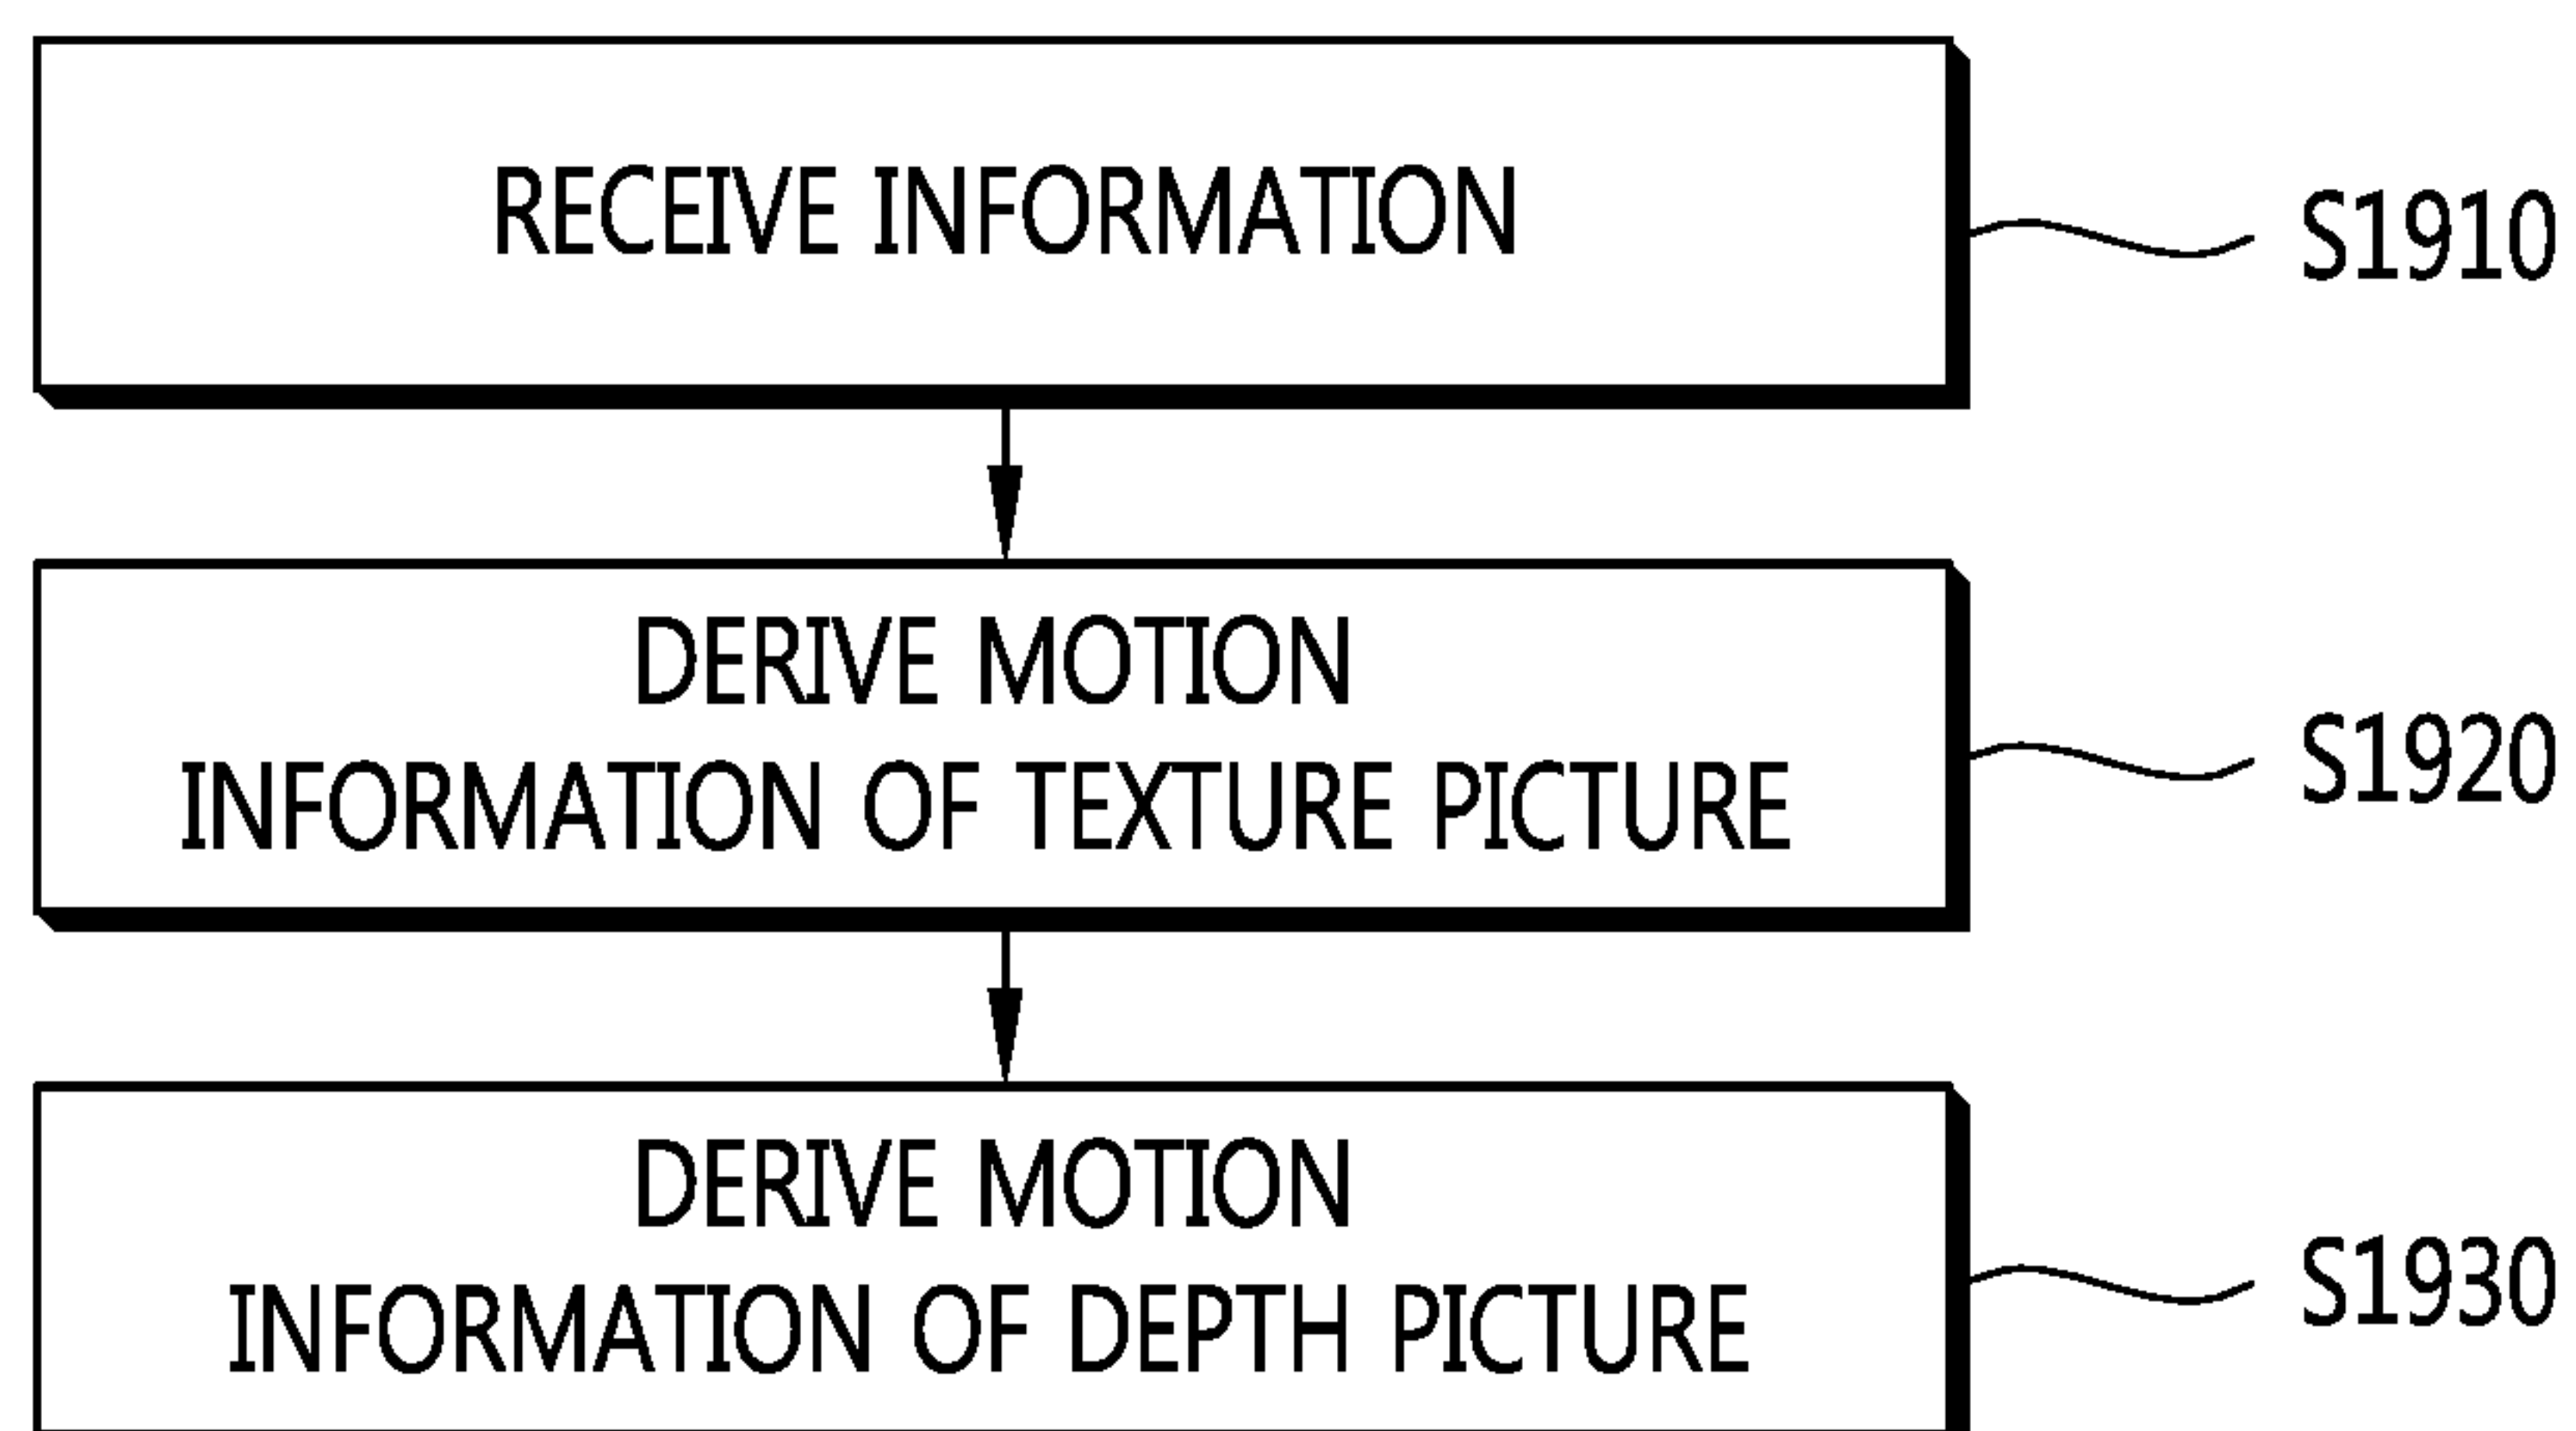 RECEIVE INFORMATION
S1910
DERIVE MOTION
INFORMATION OF TEXTURE PICTURE
S1920
DERIVE MOTION
INFORMATION OF DEPTH PICTURE
S1930